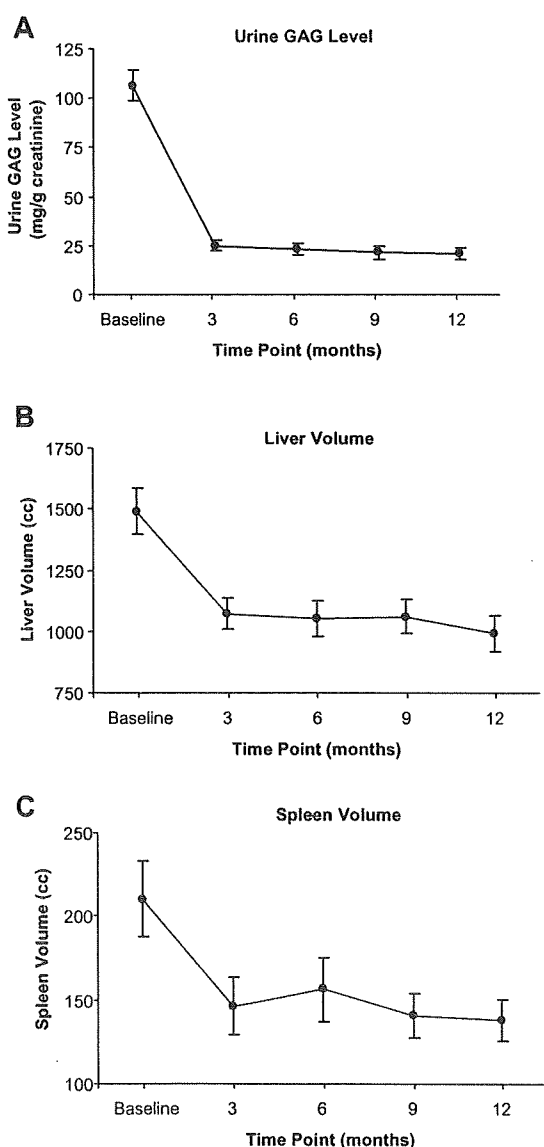 A
Urine GAG Level
Urine GAG Level
(mg/g creatinine)
125
100
75
50
25
0
Baseline 3 6 9 12
Time Point (months)
B
Liver Volume
Liver Volume (cc)
1750
1500
1250
1000
750
Baseline 3 6 9 12
Time Point (months)
C
Spleen Volume
Spleen Volume (cc)
250
200
150
100
Baseline 3 6 9 12
Time Point (months)